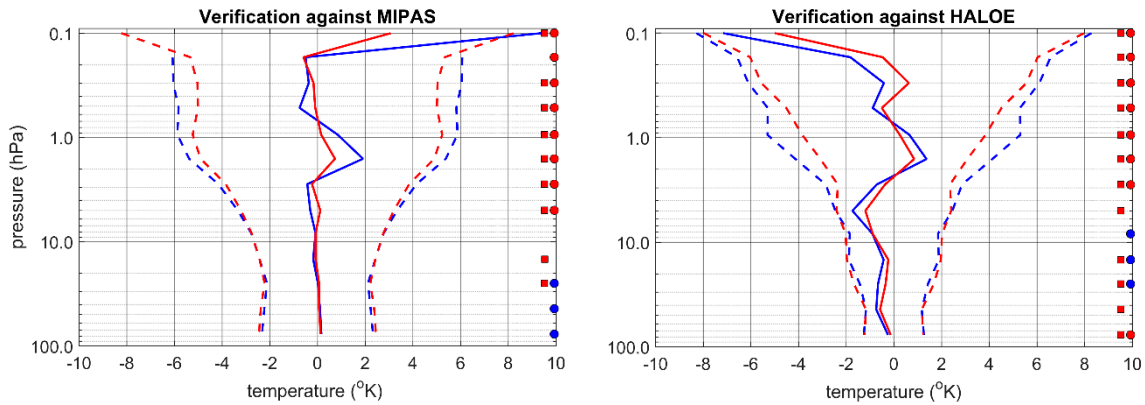 Verification against MIPAS
0.1
1.0
10.0
100.0
pressure (hPa)
-10 -8 -6 -4 -2 0 2 4 6 8 10
temperature (°K)
Verification against HALOE
0.1
1.0
10.0
100.0
-10 -8 -6 -4 -2 0 2 4 6 8 10
temperature (°K)